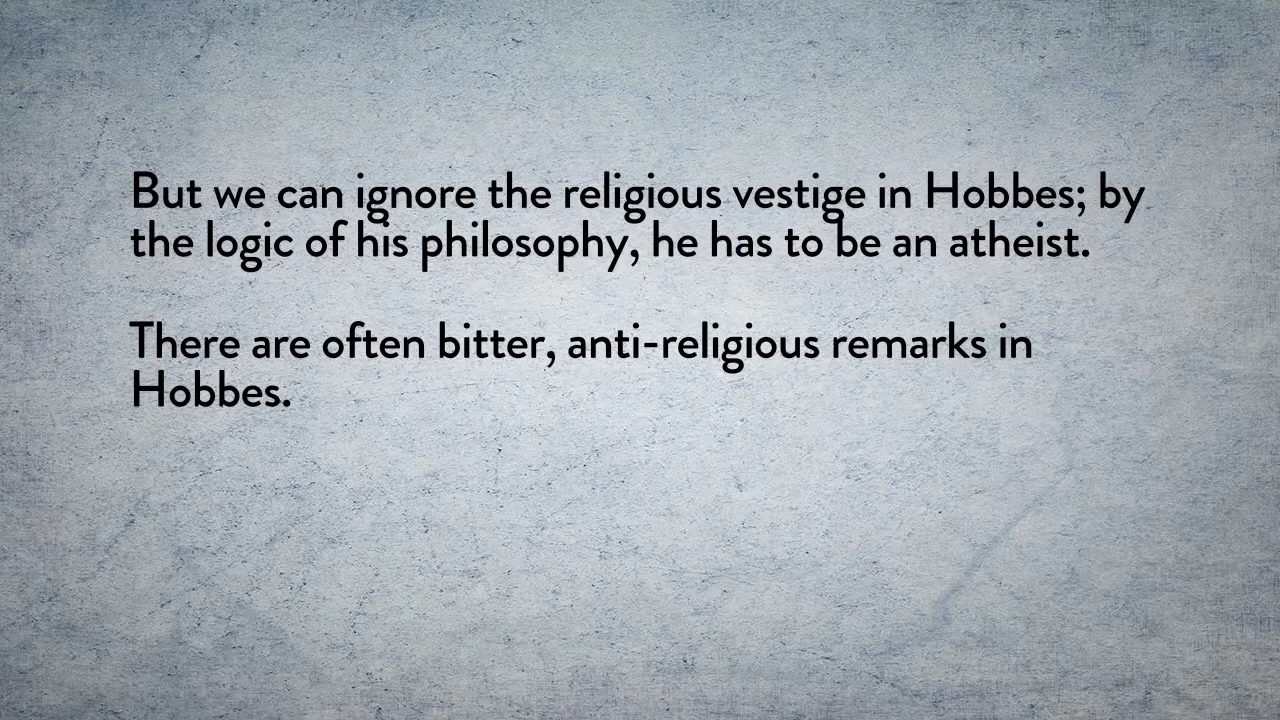 But we can ignore the religious vestige in Hobbes; by
the logic of his philosophy, he has to be an atheist.
There are often bitter, anti-religious remarks in
Hobbes.